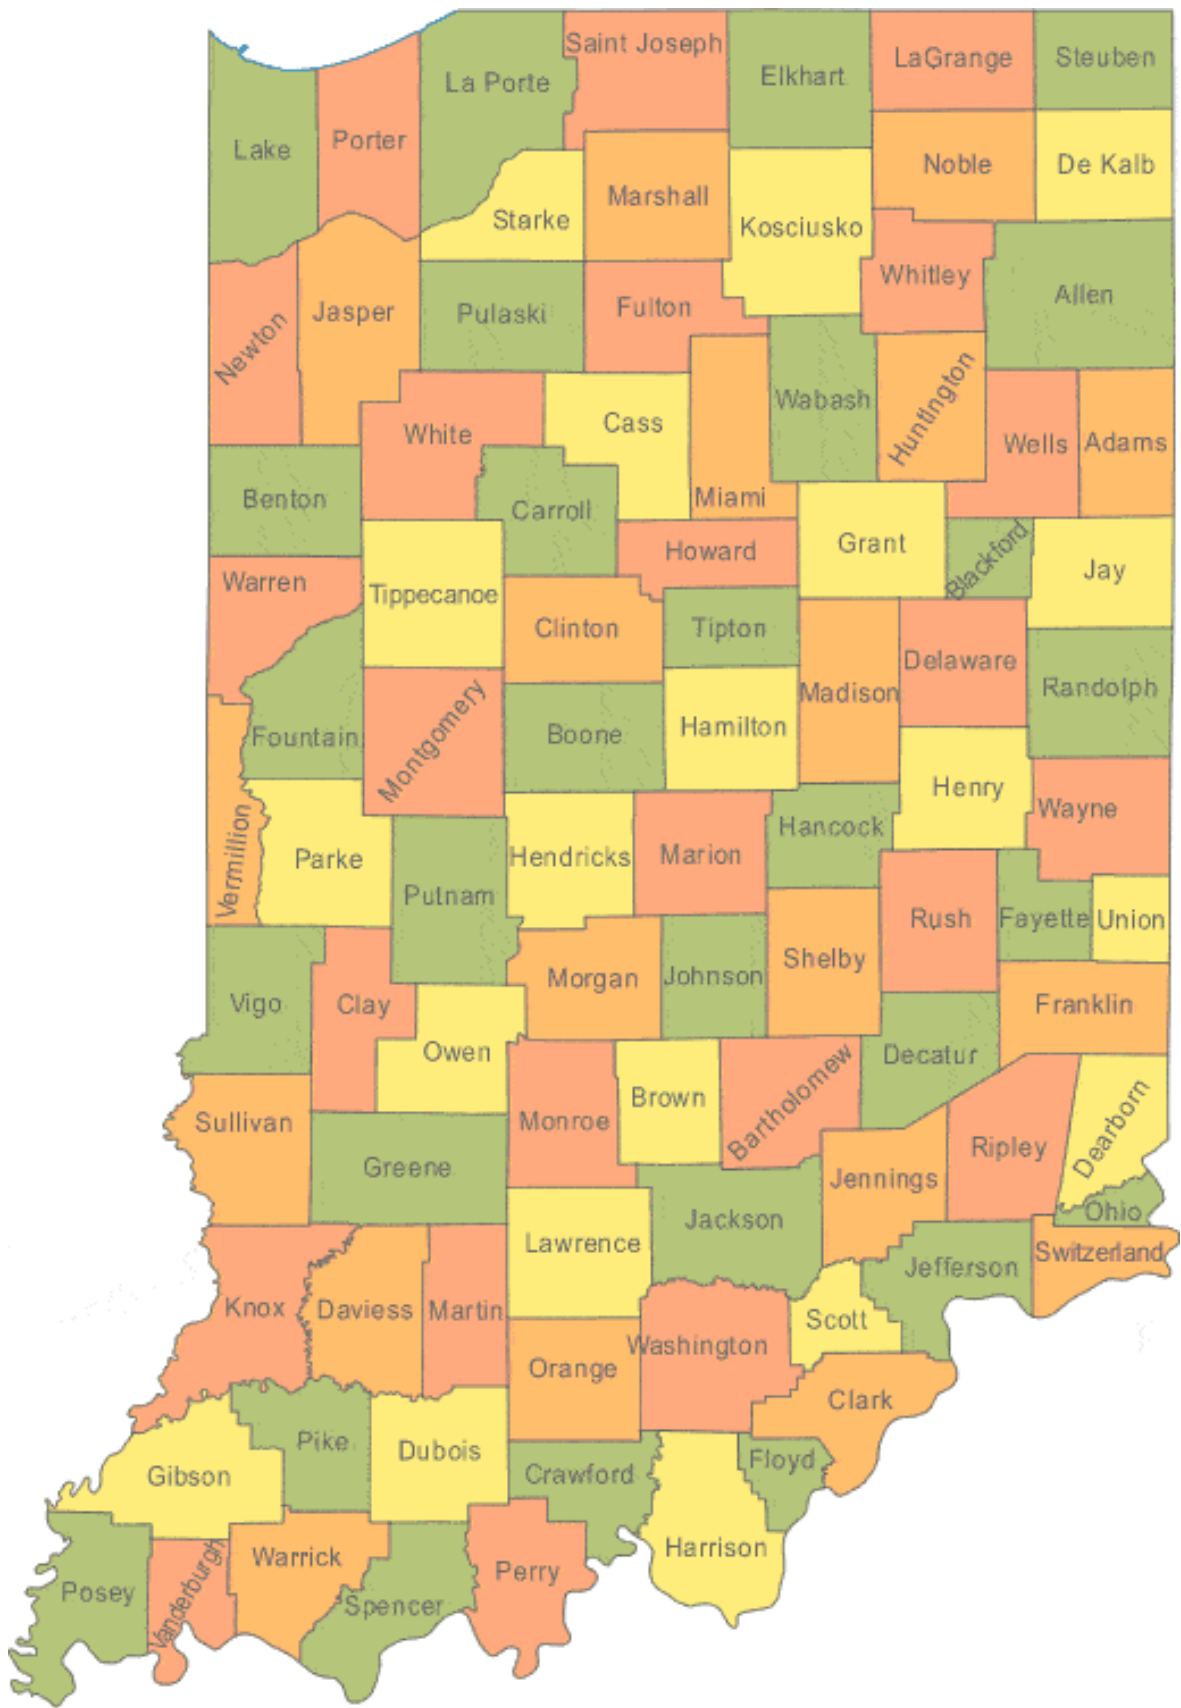 Saint Joseph
LaGrange
Steuben
Elkhart
La Porte
Porter
Lake
Noble
De Kalb
Marshall
Starke
Kosciusko
Whitley
Allen
Jasper
Pulaski
Fulton
Newton
Wabash
Huntington
Cass
White
Wells
Adams
Miami
Benton
Carroll
Grant
Howard
Blackford
Jay
Warren
Tippecanoe
Clinton
Tipton
Delaware
Randolph
Madison
Fountain
Montgomery
Boone
Hamilton
Henry
Wayne
Hancock
Vermillion
Parke
Hendricks
Marion
Putnam
Rush
Fayette
Union
Shelby
Morgan
Johnson
Vigo
Clay
Franklin
Owen
Decatur
Brown
Bartholomew
Monroe
Sullivan
Dearborn
Ripley
Greene
Jennings
Ohio
Jackson
Lawrence
Switzerland
Jefferson
Knox
Daviess
Martin
Scott
Washington
Orange
Clark
Pike
Dubois
Floyd
Gibson
Crawford
Harrison
Warrick
Perry
Posey
Vanderburgh
Spencer